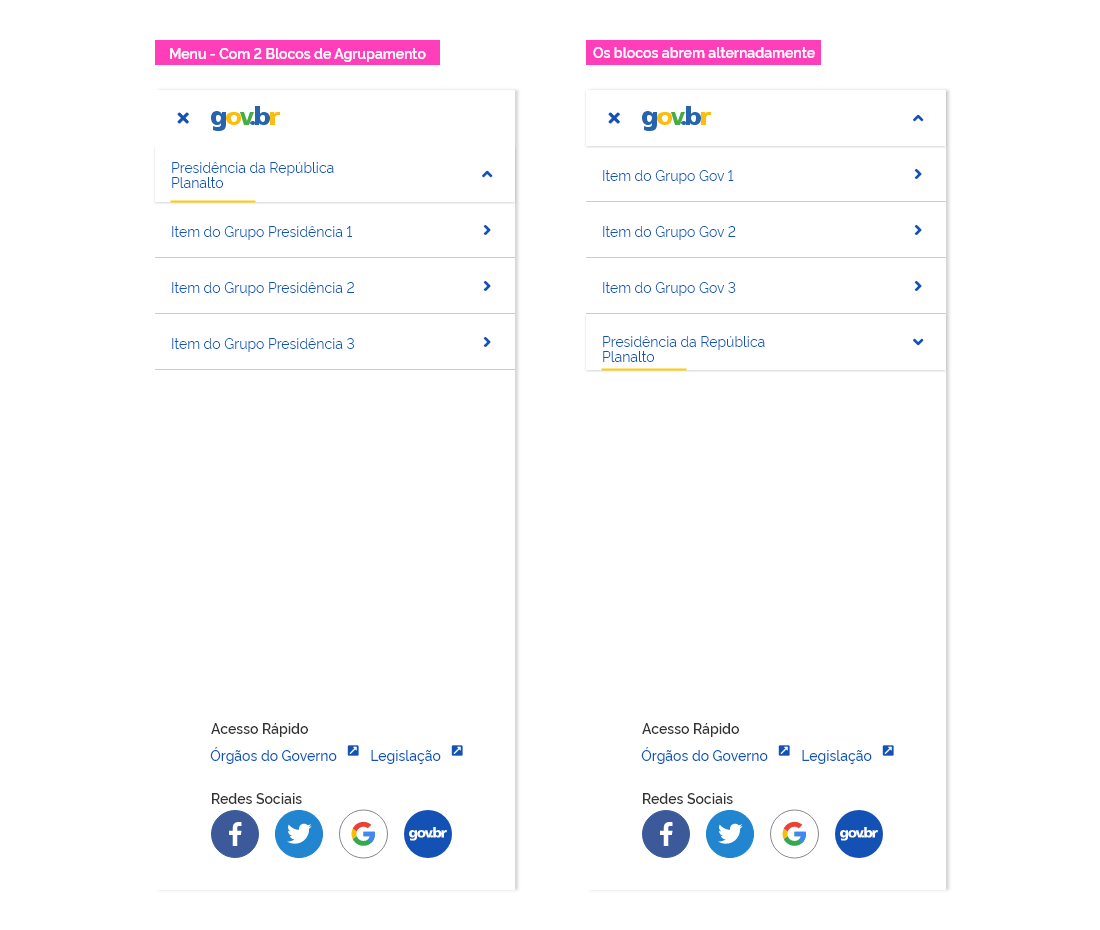 Menu - Com 2 Blocos de Agrupamento
gov.br
Presidência da República
Planalto
Item do Grupo Presidência 1
Item do Grupo Presidência 2
Item do Grupo Presidência 3
Acesso Rápido
Órgãos do Governo Legislação
Redes Sociais
gov.br
Os blocos abrem alternadamente
gov.br
Item do Grupo Gov 1
Item do Grupo Gov 2
Item do Grupo Gov 3
Presidência da República
Planalto
Acesso Rápido
Órgãos do Governo Legislação
Redes Sociais
gov.br